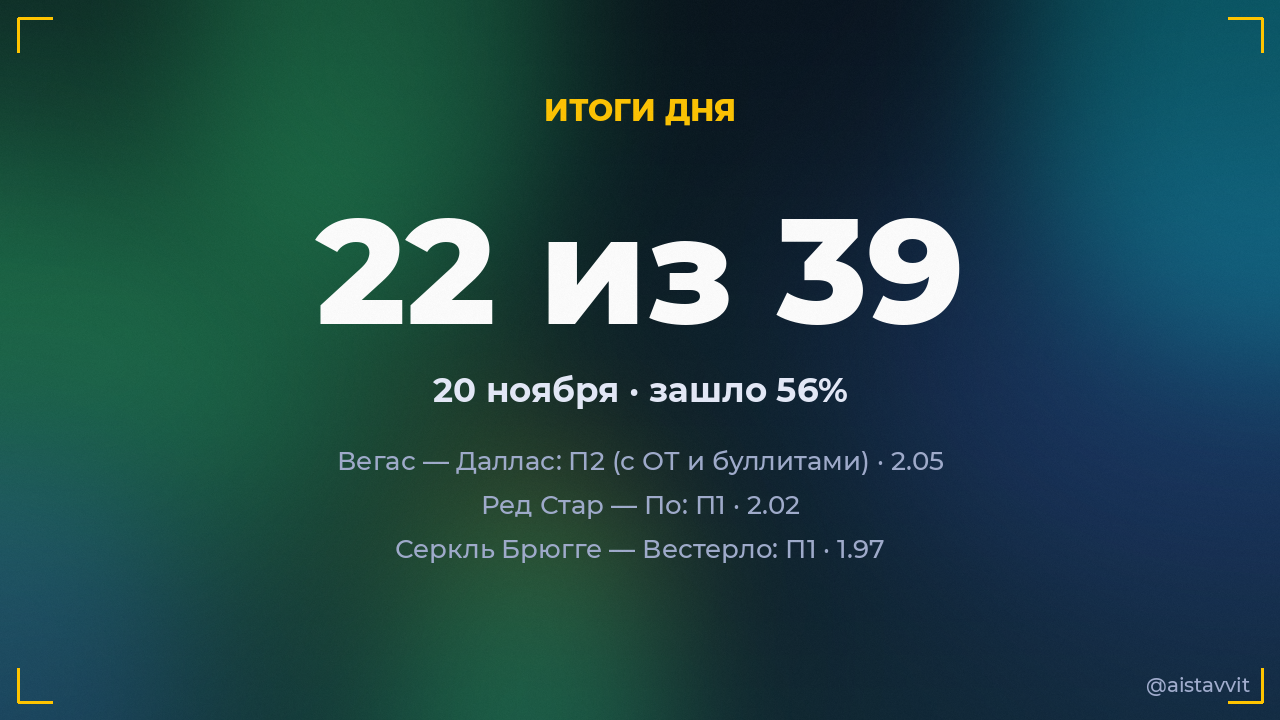 ИТОГИ ДНЯ
22 из 39
20 ноября · зашло 56%
Вегас — Даллас: П2 (с ОТ и буллитами) · 2.05
Ред Стар — По: П1 · 2.02
Серкль Брюгге — Вестерло: П1 · 1.97
@aistavvit